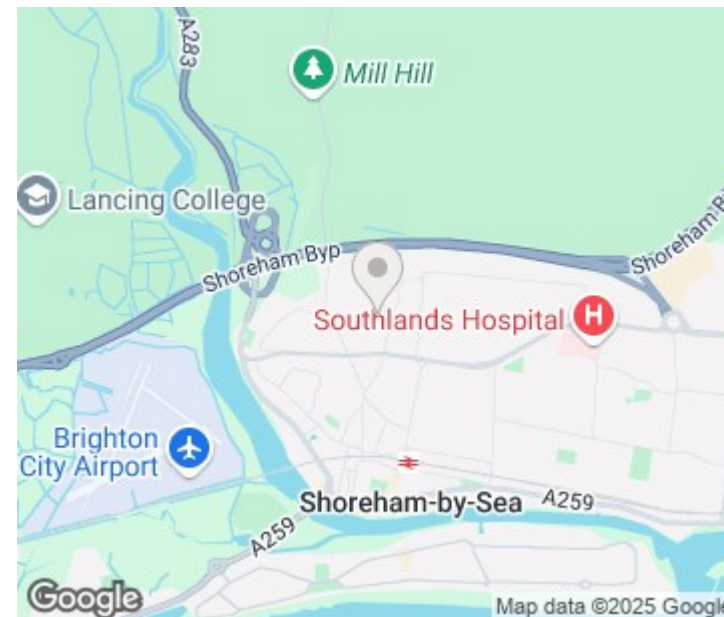 A283
Mill Hill
Lancing College
Shoreham Byp
Shoreham B
Southlands Hospital
H
Brighton
City Airport
Shoreham-by-Sea
A259
A259
Google
Map data ©2025 Google